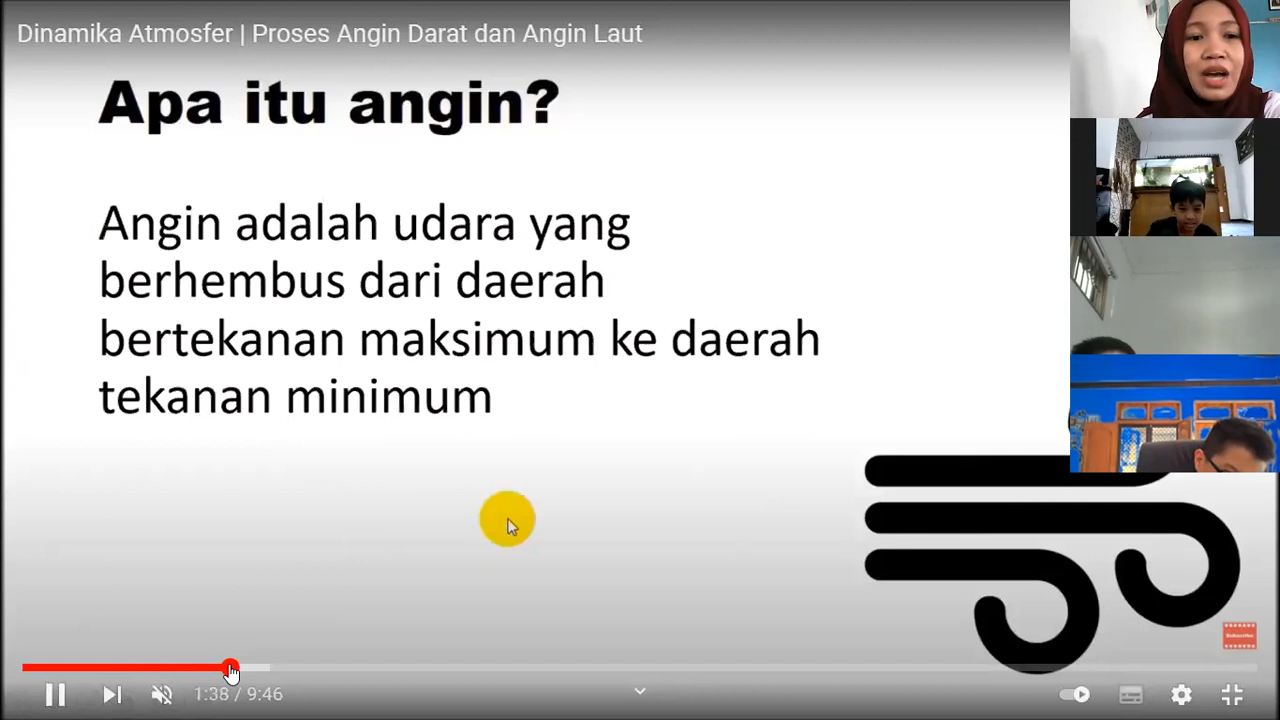 Dinamika Atmosfer | Proses Angin Darat dan Angin Laut
Apa itu angin?
Angin adalah udara yang
berhembus dari daerah
bertekanan maksimum ke daerah
tekanan minimum
Subscribe
1:38 / 9:46